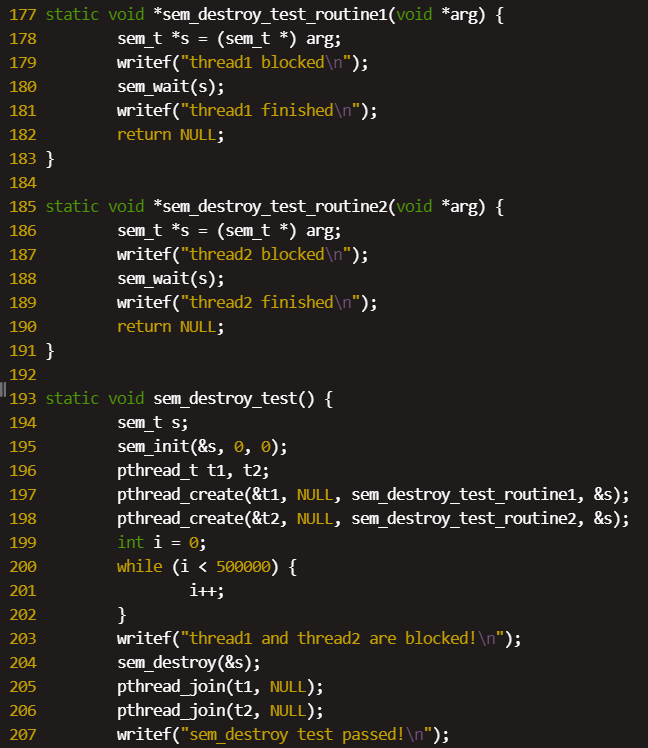 177 static void *sem_destroy_test_routine1(void *arg) {
178         sem_t *s = (sem_t *) arg;
179         writef("thread1 blocked\n");
180         sem_wait(s);
181         writef("thread1 finished\n");
182         return NULL;
183 }
184
185 static void *sem_destroy_test_routine2(void *arg) {
186         sem_t *s = (sem_t *) arg;
187         writef("thread2 blocked\n");
188         sem_wait(s);
189         writef("thread2 finished\n");
190         return NULL;
191 }
192
193 static void sem_destroy_test() {
194         sem_t s;
195         sem_init(&s, 0, 0);
196         pthread_t t1, t2;
197         pthread_create(&t1, NULL, sem_destroy_test_routine1, &s);
198         pthread_create(&t2, NULL, sem_destroy_test_routine2, &s);
199         int i = 0;
200         while (i < 500000) {
201                 i++;
202         }
203         writef("thread1 and thread2 are blocked!\n");
204         sem_destroy(&s);
205         pthread_join(t1, NULL);
206         pthread_join(t2, NULL);
207         writef("sem_destroy test passed!\n");